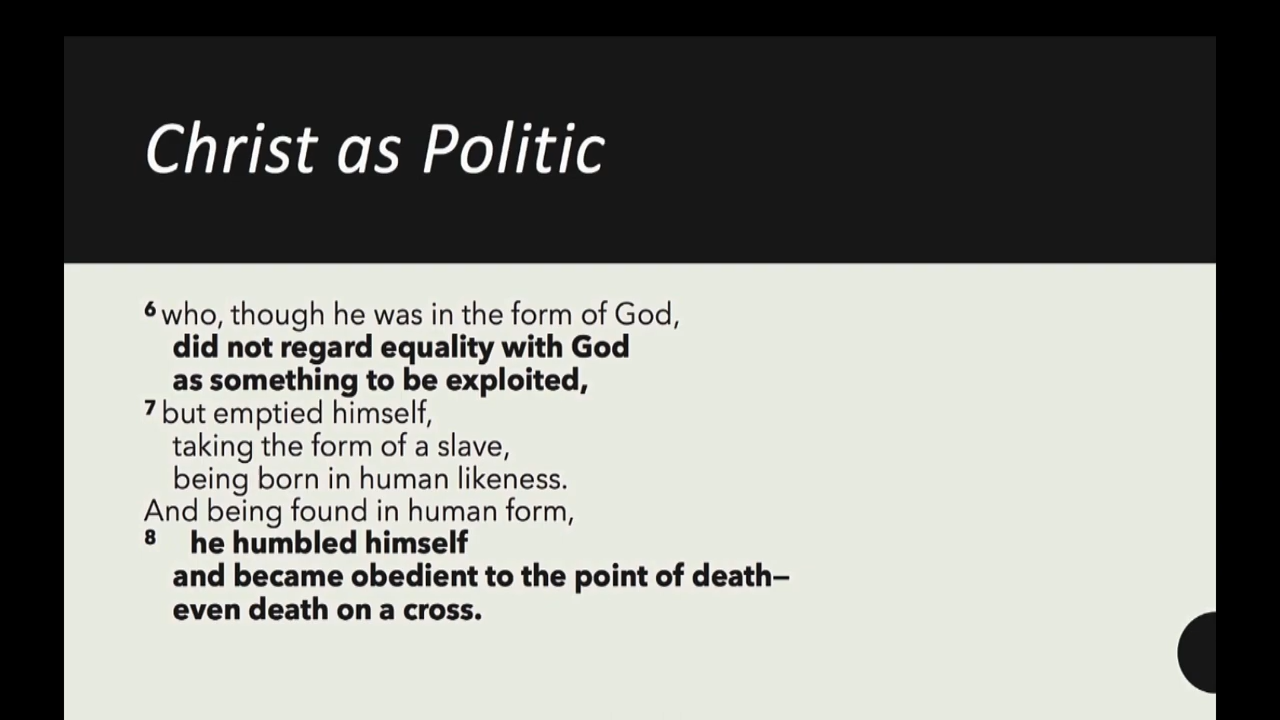 Christ as Politic
6 who, though he was in the form of God,
did not regard equality with God
as something to be exploited,
7 but emptied himself,
taking the form of a slave,
being born in human likeness.
And being found in human form,
8 he humbled himself
and became obedient to the point of death–
even death on a cross.